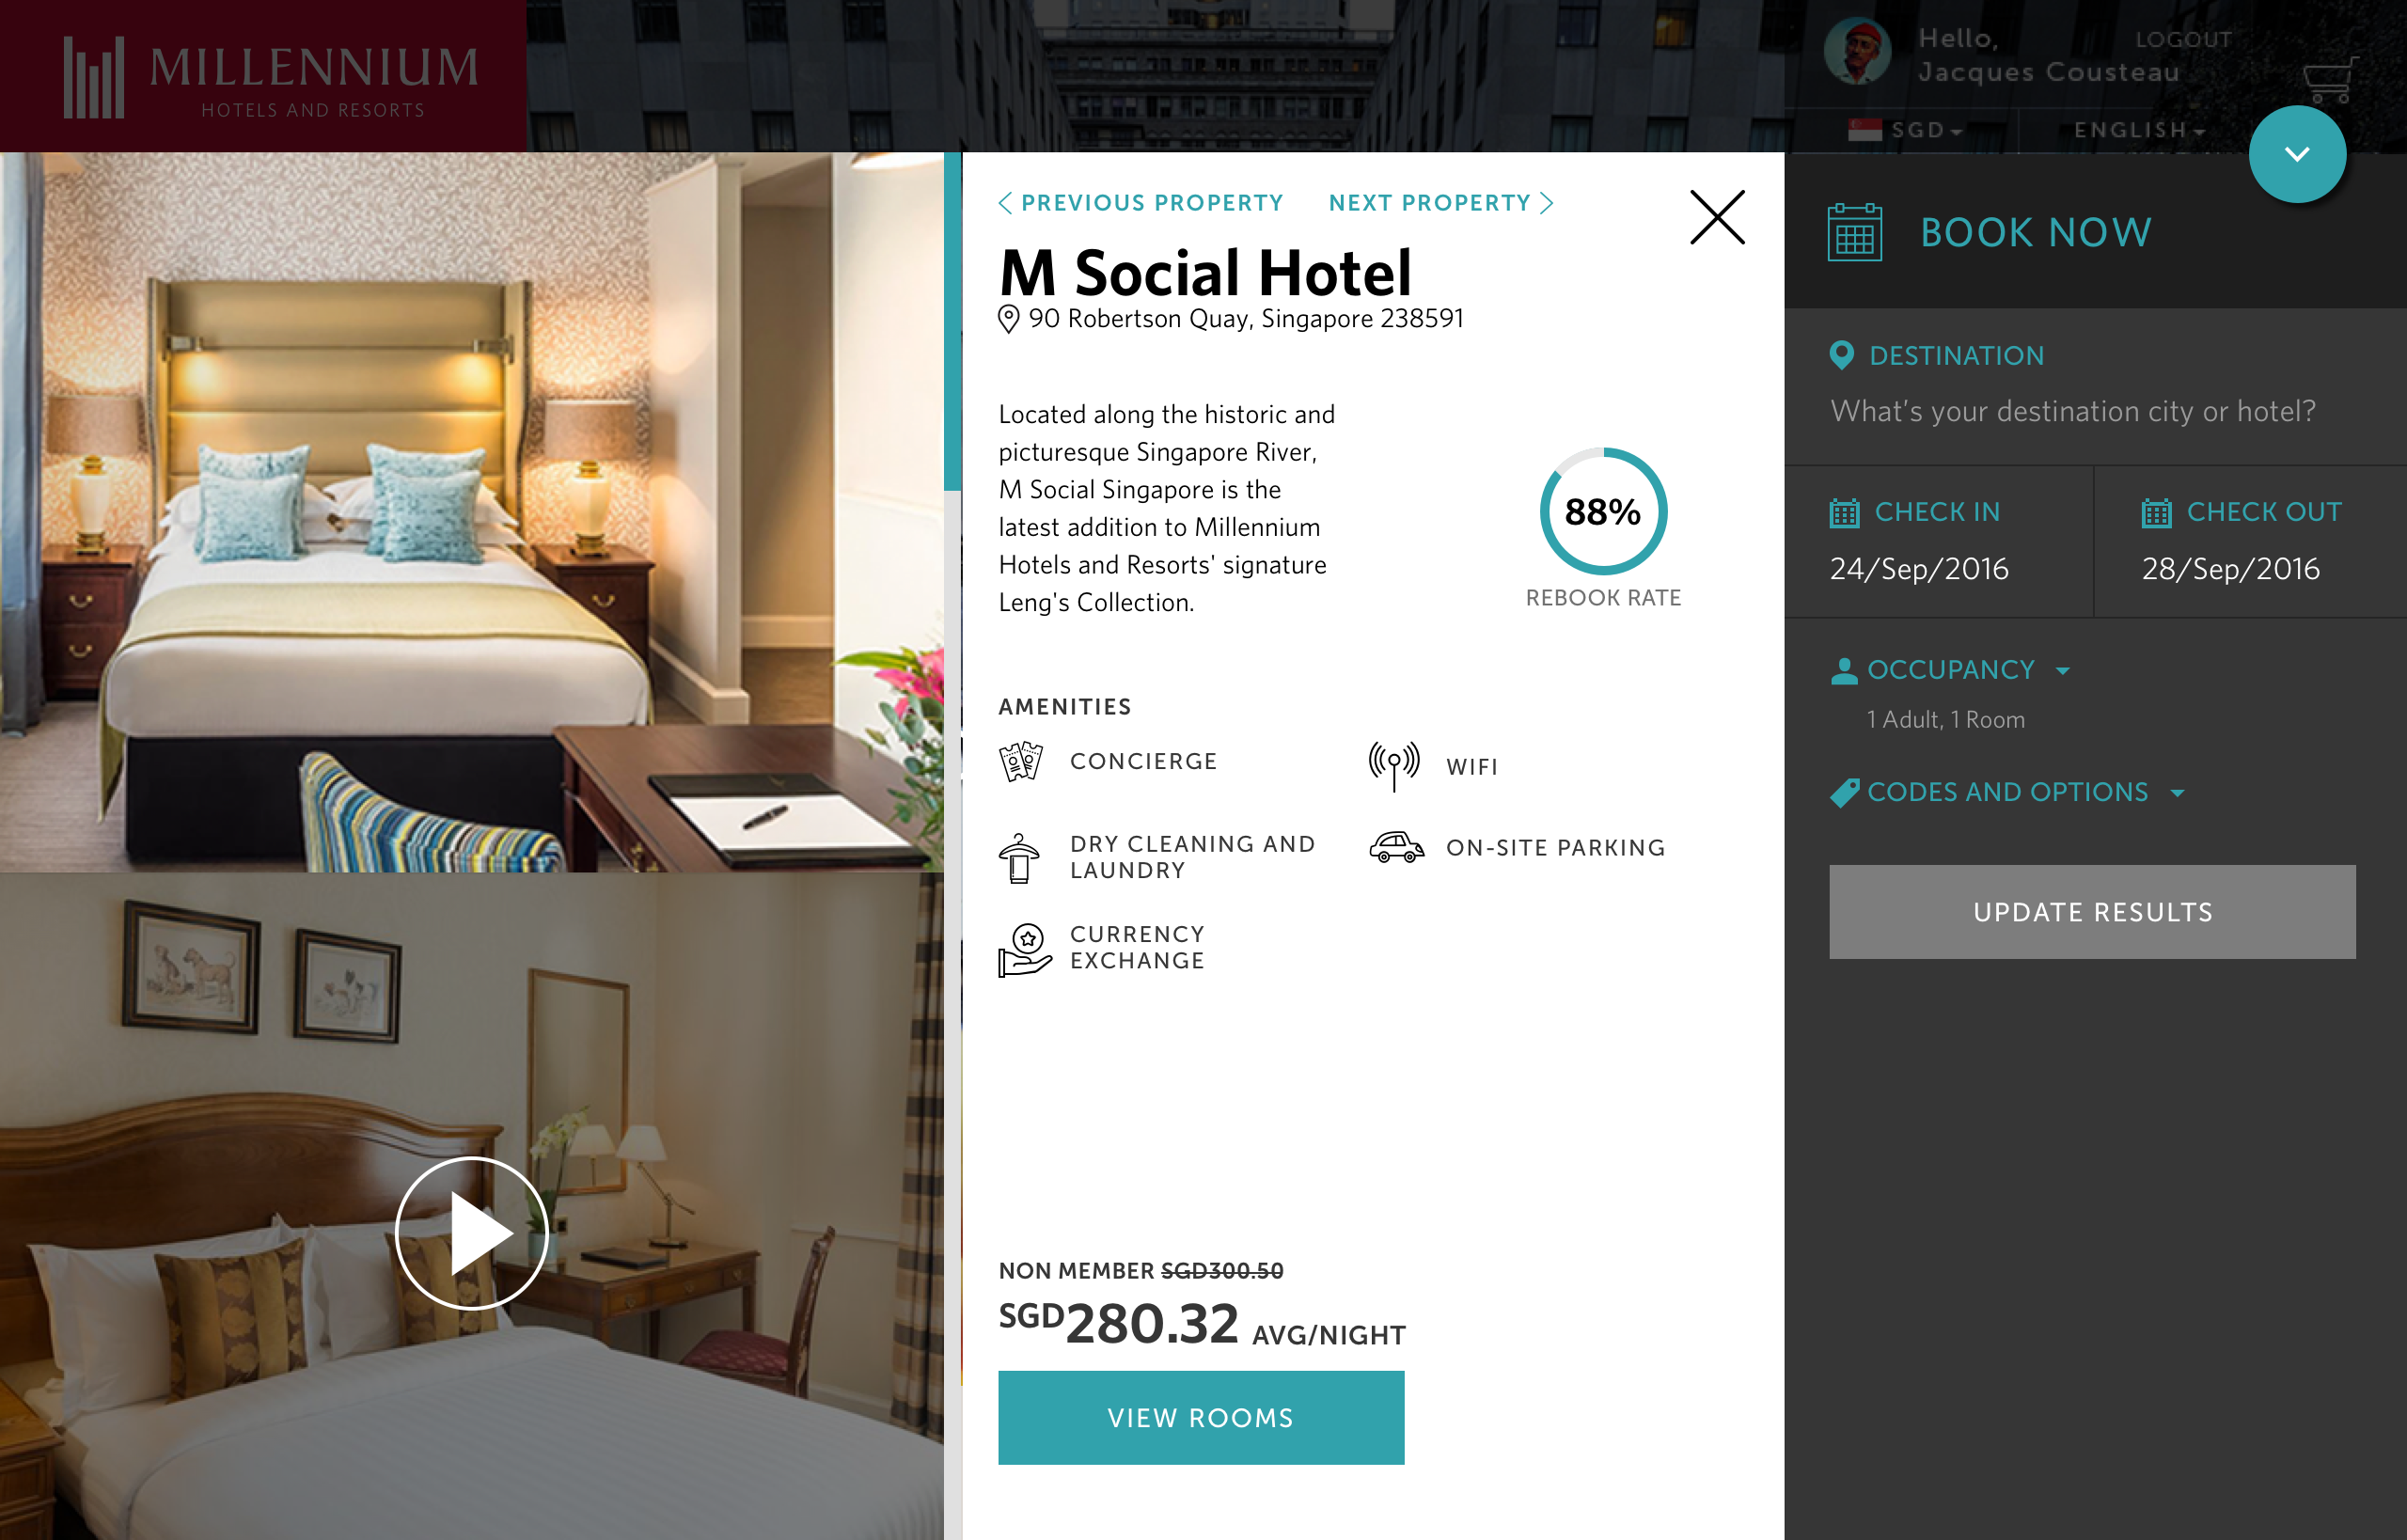 MILLENNIUM
HOTELS AND RESORTS
Hello,
Jacques Cousteau
LOGOUT
SGD
ENGLISH
PREVIOUS PROPERTY
NEXT PROPERTY
M Social Hotel
90 Robertson Quay, Singapore 238591
Located along the historic and
picturesque Singapore River,
M Social Singapore is the
latest addition to Millennium
Hotels and Resorts' signature
Leng's Collection.
88%
REBOOK RATE
AMENITIES
CONCIERGE
WIFI
DRY CLEANING AND
LAUNDRY
ON-SITE PARKING
CURRENCY
EXCHANGE
NON MEMBER SGD300.50
SGD280.32 AVG/NIGHT
VIEW ROOMS
BOOK NOW
DESTINATION
What's your destination city or hotel?
CHECK IN
24/Sep/2016
CHECK OUT
28/Sep/2016
OCCUPANCY
1 Adult, 1 Room
CODES AND OPTIONS
UPDATE RESULTS